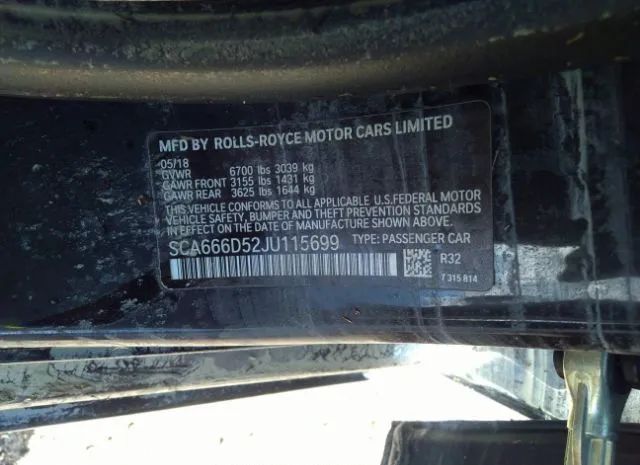 MFD BY ROLLS-ROYCE MOTOR CARS LIMITED
05/18
GVWR 6700 lbs 3039 kg
GAWR FRONT 3155 lbs 1431 kg
GAWR REAR 3625 lbs 1644 kg
THIS VEHICLE CONFORMS TO ALL APPLICABLE U.S.FEDERAL MOTOR
VEHICLE SAFETY, BUMPER AND THEFT PREVENTION STANDARDS
IN EFFECT ON THE DATE OF MANUFACTURE SHOWN ABOVE.
SCA666D52JU115699 TYPE: PASSENGER CAR
R32
7 315 814